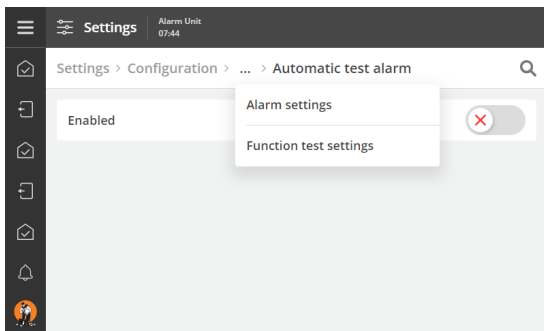 Settings
Alarm Unit
07:44
Settings > Configuration > ... > Automatic test alarm
Alarm settings
Enabled
Function test settings